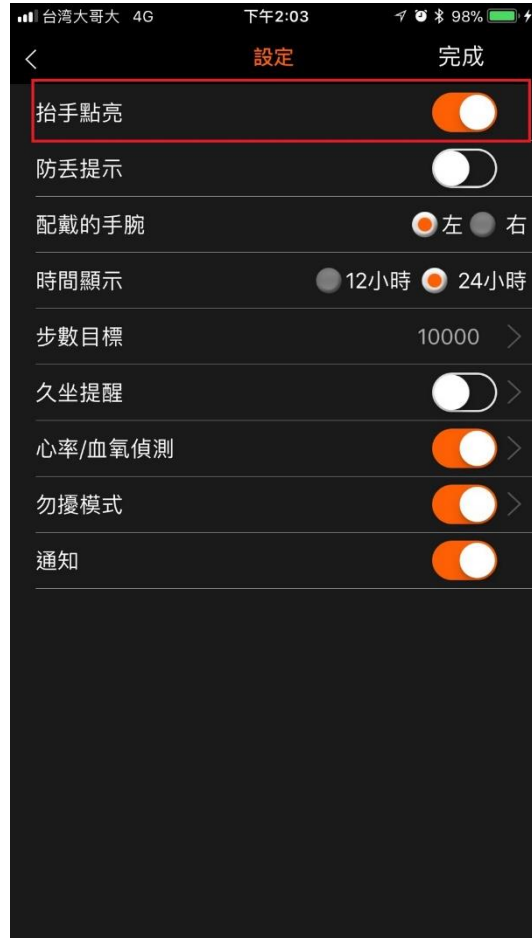 台湾大哥大 4G 下午2:03 98%
設定 完成
抬手點亮
防丟提示
配戴的手腕 左 右
時間顯示 12小時 24小時
步數目標 10000
久坐提醒
心率/血氧偵測
勿擾模式
通知